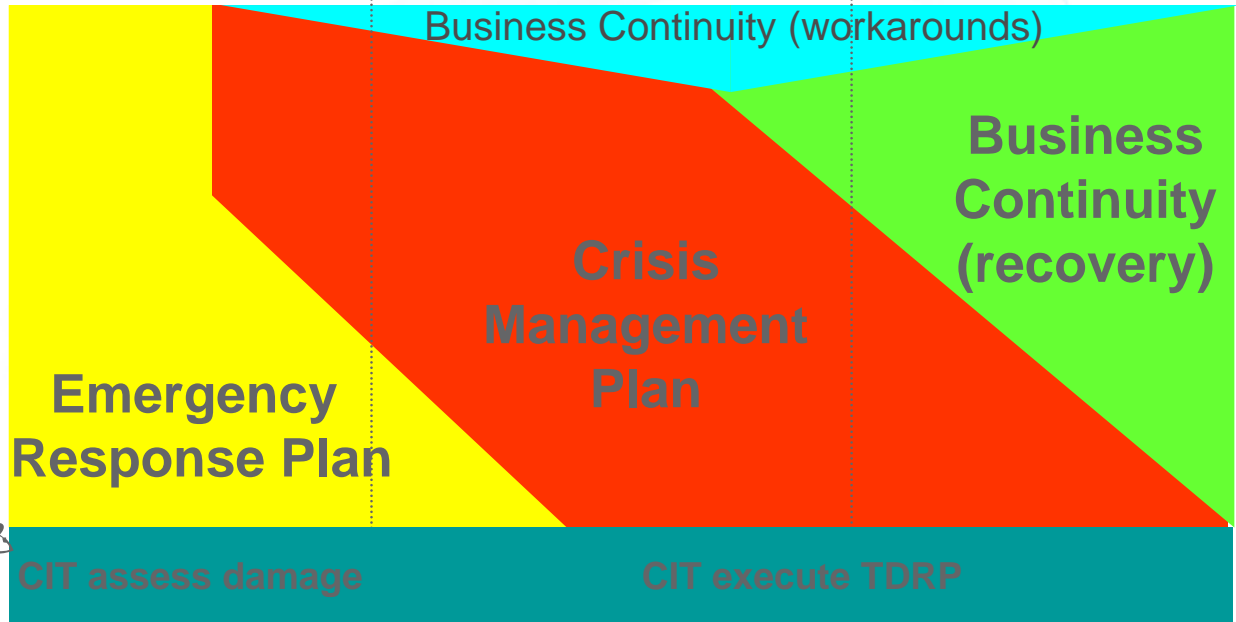 Business Continuity (workarounds)
Business
Continuity
(recovery)
Crisis
Management
Plan
Emergency
Response Plan
CIT assess damage
CIT execute TDRP